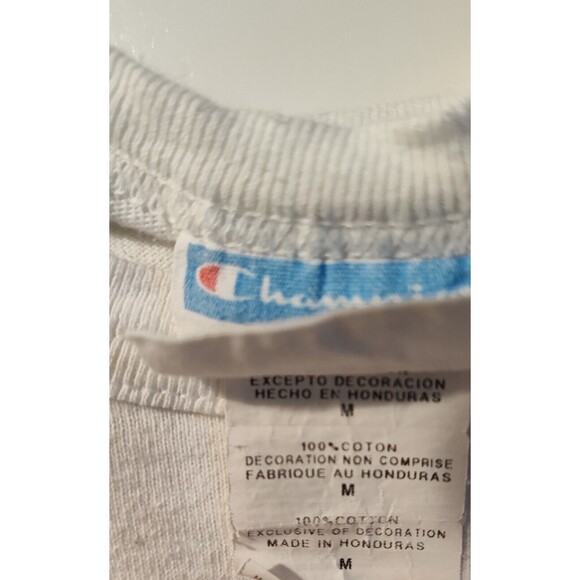 Champion
EXCEPTO DECORACION
HECHO EN HONDURAS
M
100% COTON
DECORATION NON COMPRISE
FABRIQUE AU HONDURAS
M
100% COTTON
EXCLUSIVE OF DECORATION
MADE IN HONDURAS
M